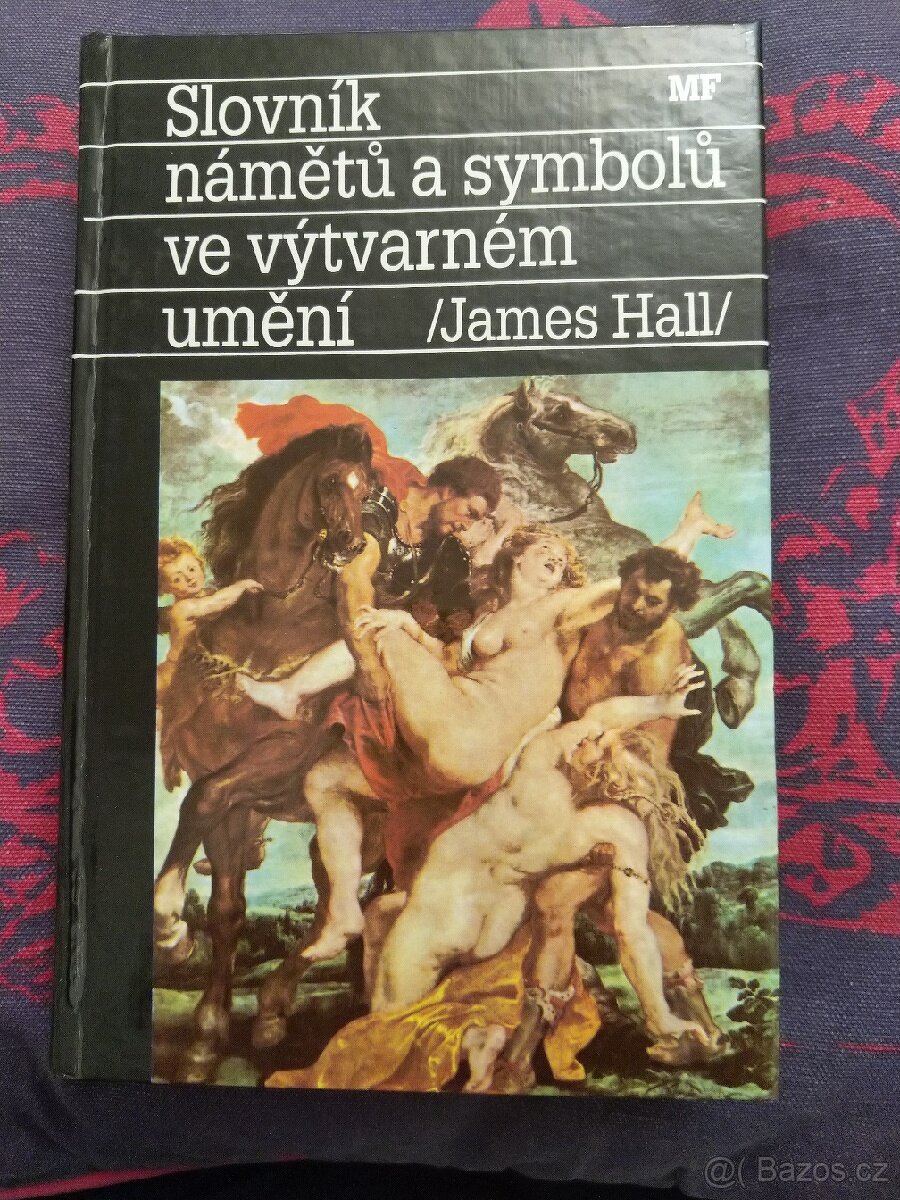 MF
Slovník
námětů a symbolů
ve výtvarném
umění /James Hall/
@( Bazos.cz